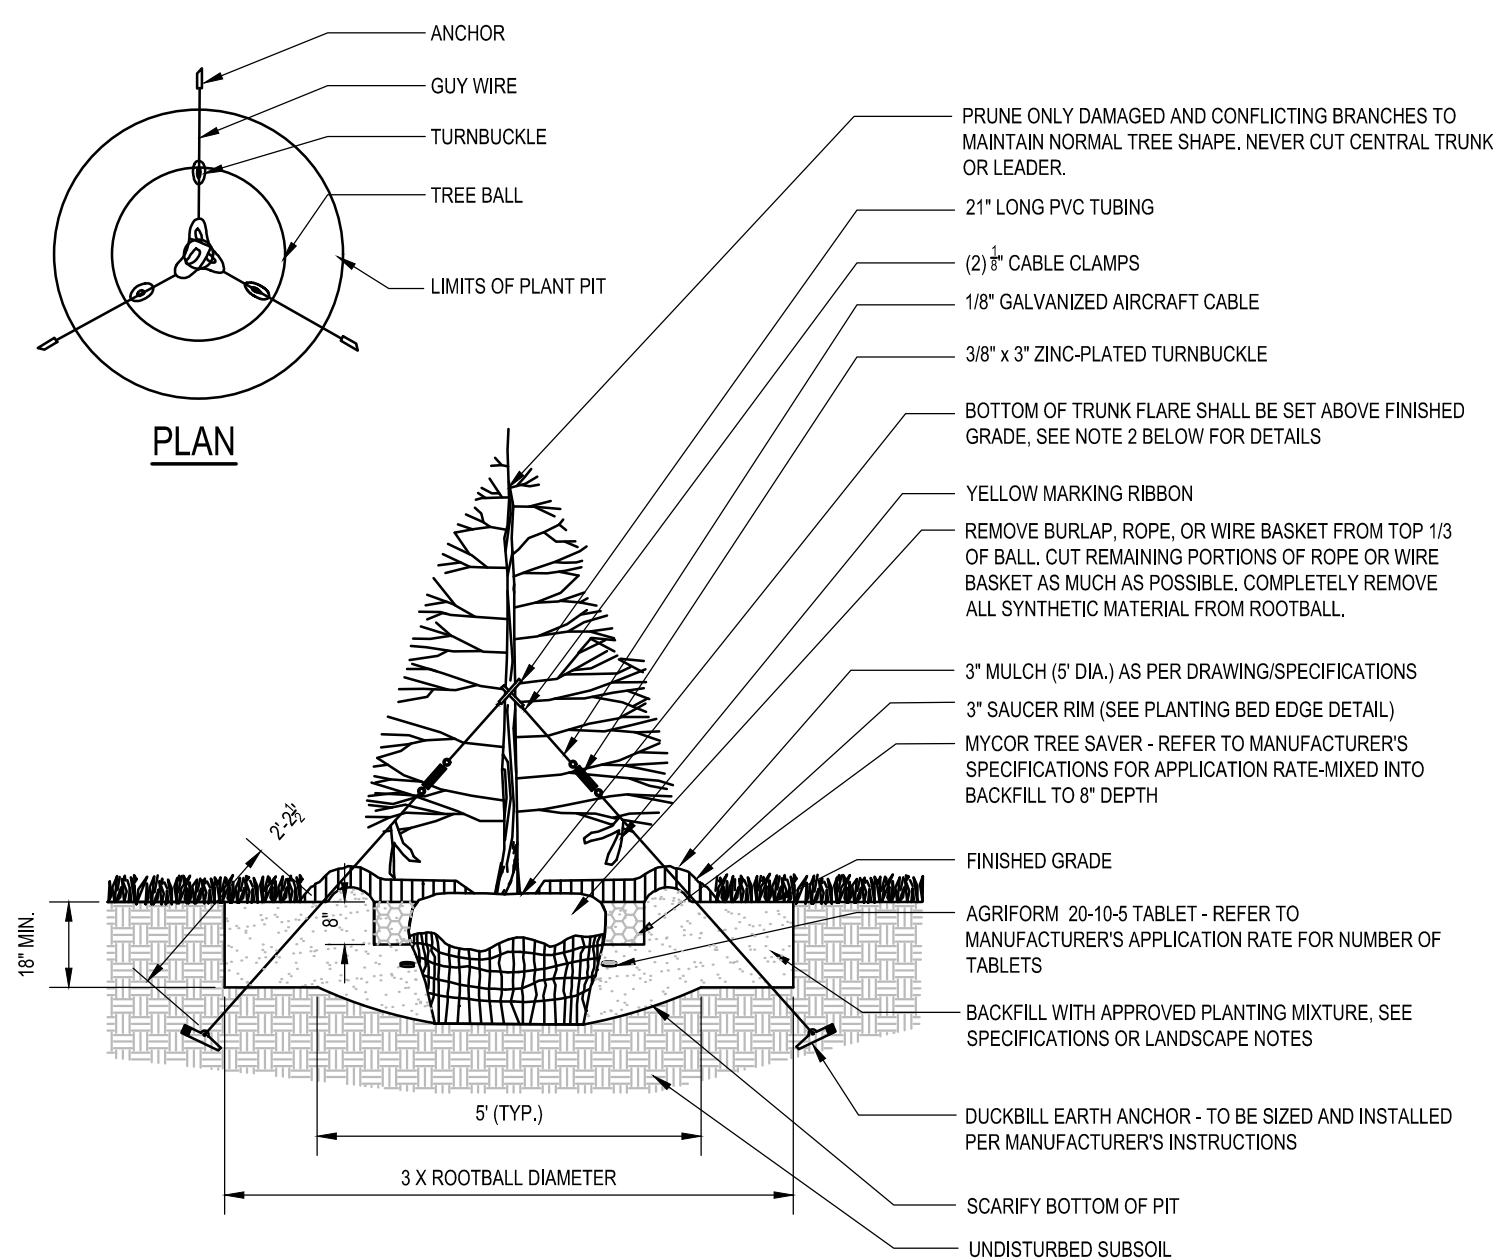 ANCHOR
GUY WIRE
TURNBUCKLE
TREE BALL
LIMITS OF PLANT PIT
PLAN
PRUNE ONLY DAMAGED AND CONFLICTING BRANCHES TO
MAINTAIN NORMAL TREE SHAPE. NEVER CUT CENTRAL TRUNK
OR LEADER.
21" LONG PVC TUBING
(2) 1/8" CABLE CLAMPS
1/8" GALVANIZED AIRCRAFT CABLE
3/8" x 3" ZINC-PLATED TURNBUCKLE
BOTTOM OF TRUNK FLARE SHALL BE SET ABOVE FINISHED
GRADE, SEE NOTE 2 BELOW FOR DETAILS
YELLOW MARKING RIBBON
REMOVE BURLAP, ROPE, OR WIRE BASKET FROM TOP 1/3
OF BALL. CUT REMAINING PORTIONS OF ROPE OR WIRE
BASKET AS MUCH AS POSSIBLE. COMPLETELY REMOVE
ALL SYNTHETIC MATERIAL FROM ROOTBALL.
3" MULCH (5' DIA.) AS PER DRAWING/SPECIFICATIONS
3" SAUCER RIM (SEE PLANTING BED EDGE DETAIL)
MYCOR TREE SAVER - REFER TO MANUFACTURER'S
SPECIFICATIONS FOR APPLICATION RATE-MIXED INTO
BACKFILL TO 8" DEPTH
FINISHED GRADE
AGRIFORM 20-10-5 TABLET - REFER TO
MANUFACTURER'S APPLICATION RATE FOR NUMBER OF
TABLETS
BACKFILL WITH APPROVED PLANTING MIXTURE, SEE
SPECIFICATIONS OR LANDSCAPE NOTES
DUCKBILL EARTH ANCHOR - TO BE SIZED AND INSTALLED
PER MANUFACTURER'S INSTRUCTIONS
SCARIFY BOTTOM OF PIT
UNDISTURBED SUBSOIL
2'-2½"
8"
18" MIN.
5' (TYP.)
3 X ROOTBALL DIAMETER